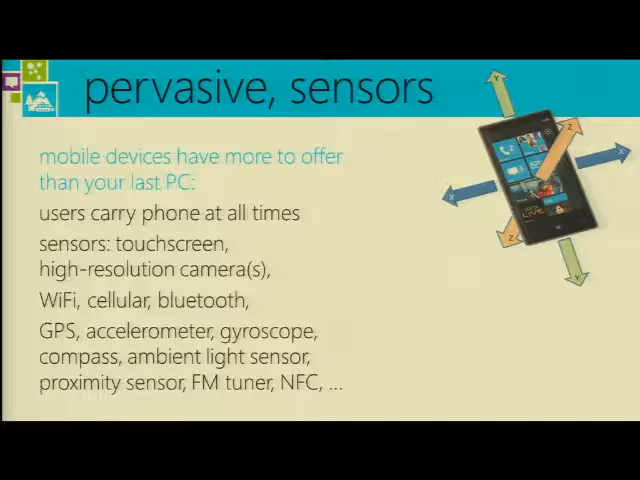 pervasive, sensors
mobile devices have more to offer
than your last PC:
users carry phone at all times
sensors: touchscreen,
high-resolution camera(s),
WiFi, cellular, bluetooth,
GPS, accelerometer, gyroscope,
compass, ambient light sensor,
proximity sensor, FM tuner, NFC, ...
Y
Z
X
X
Z
Y
LIVE